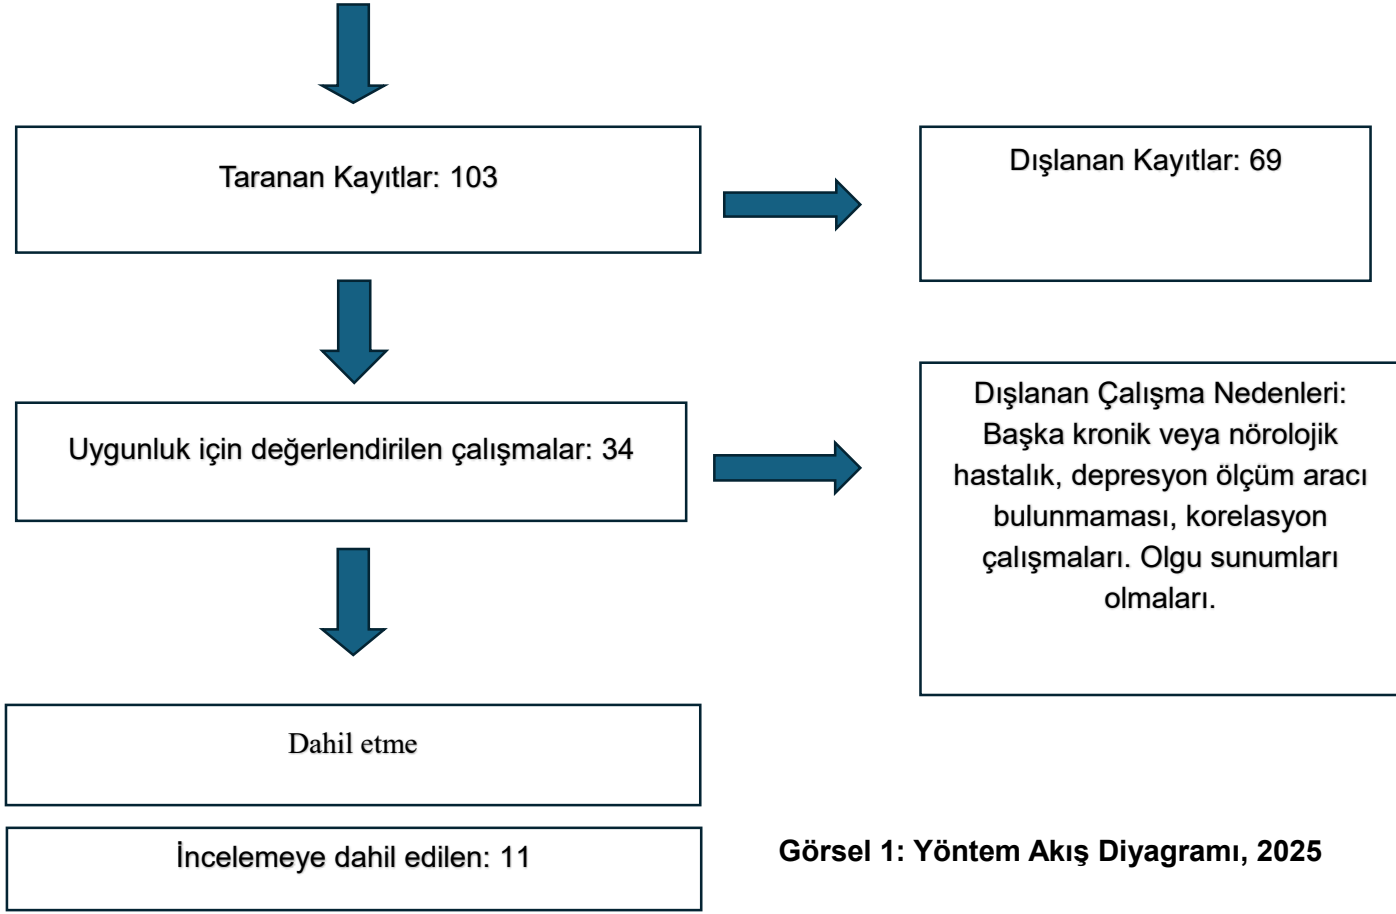 Taranan Kayıtlar: 103
Dışlanan Kayıtlar: 69
Uygunluk için değerlendirilen çalışmalar: 34
Dışlanan Çalışma Nedenleri:
Başka kronik veya nörolojik
hastalık, depresyon ölçüm aracı
bulunmaması, korelasyon
çalışmaları. Olgu sunumları
olmaları.
Dahil etme
İncelemeye dahil edilen: 11
Görsel 1: Yöntem Akış Diyagramı, 2025